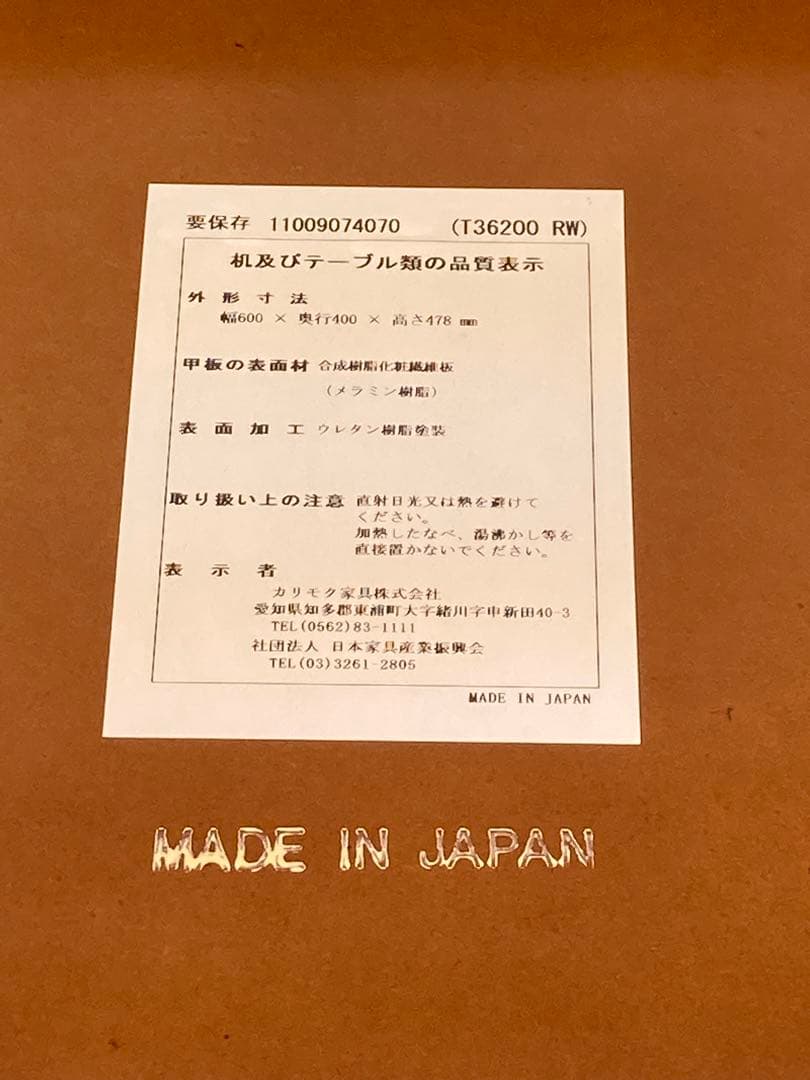 要保存 11009074070 (T36200 RW)
机及びテーブル類の品質表示
外形寸法
幅600 × 奥行400 × 高さ478 mm
甲板の表面材 合成樹脂化粧繊維板
(メラミン樹脂)
表面加工 ウレタン樹脂塗装
取り扱い上の注意 直射日光又は熱を避けて
ください。
加熱したなべ、湯沸かし等を
直接置かないでください。
表示者
カリモク家具株式会社
愛知県知多郡東浦町大字緒川字申新田40-3
TEL(0562)83-1111
社団法人 日本家具産業振興会
TEL(03)3261-2805
MADE IN JAPAN
MADE IN JAPAN